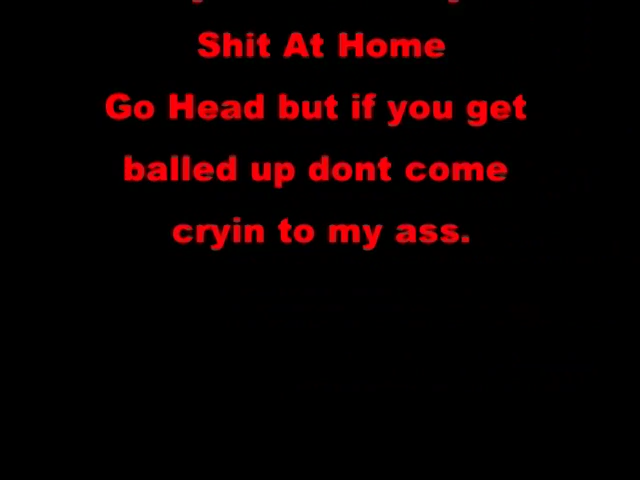 Shit At Home
Go Head but if you get
balled up dont come
cryin to my ass.